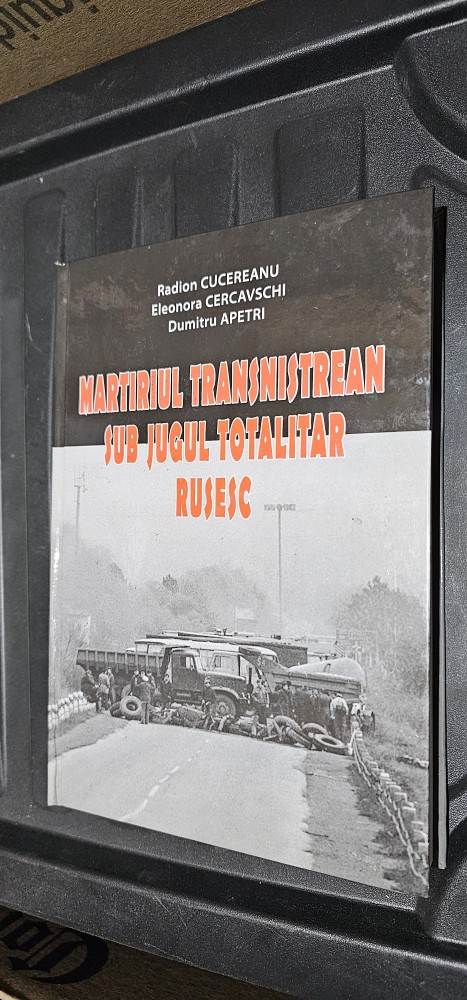 Radion CUCEREANU
Eleonora CERCAVSCHI
Dumitru APETRI
MARTIRIUL TRANSNISTREAN
SUB JUGUL TOTALITAR
RUSESC